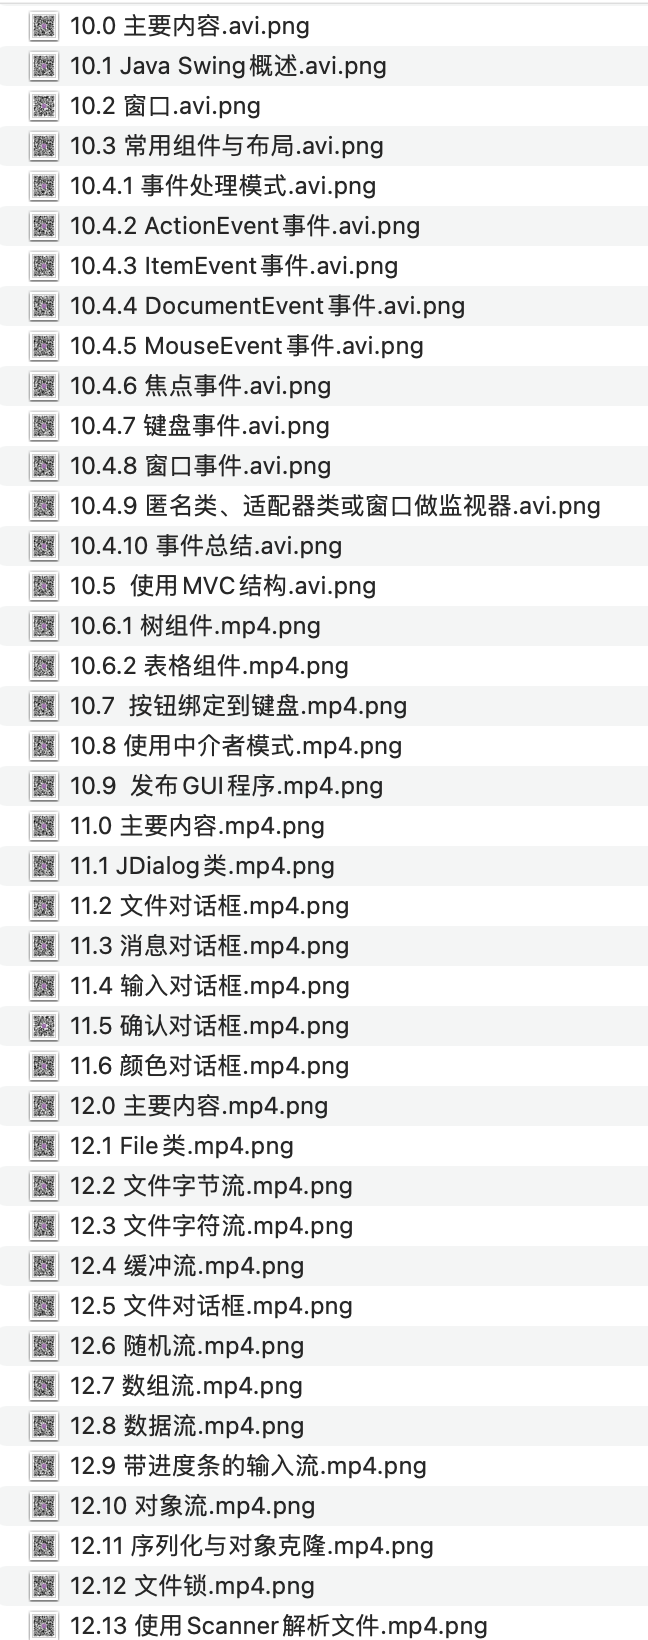 10.0 主要内容.avi.png
10.1 Java Swing概述.avi.png
10.2 窗口.avi.png
10.3 常用组件与布局.avi.png
10.4.1 事件处理模式.avi.png
10.4.2 ActionEvent事件.avi.png
10.4.3 ItemEvent事件.avi.png
10.4.4 DocumentEvent事件.avi.png
10.4.5 MouseEvent事件.avi.png
10.4.6 焦点事件.avi.png
10.4.7 键盘事件.avi.png
10.4.8 窗口事件.avi.png
10.4.9 匿名类、适配器类或窗口做监视器.avi.png
10.4.10 事件总结.avi.png
10.5  使用MVC结构.avi.png
10.6.1 树组件.mp4.png
10.6.2 表格组件.mp4.png
10.7  按钮绑定到键盘.mp4.png
10.8 使用中介者模式.mp4.png
10.9  发布GUI程序.mp4.png
11.0 主要内容.mp4.png
11.1 JDialog类.mp4.png
11.2 文件对话框.mp4.png
11.3 消息对话框.mp4.png
11.4 输入对话框.mp4.png
11.5 确认对话框.mp4.png
11.6 颜色对话框.mp4.png
12.0 主要内容.mp4.png
12.1 File类.mp4.png
12.2 文件字节流.mp4.png
12.3 文件字符流.mp4.png
12.4 缓冲流.mp4.png
12.5 文件对话框.mp4.png
12.6 随机流.mp4.png
12.7 数组流.mp4.png
12.8 数据流.mp4.png
12.9 带进度条的输入流.mp4.png
12.10 对象流.mp4.png
12.11 序列化与对象克隆.mp4.png
12.12 文件锁.mp4.png
12.13 使用Scanner解析文件.mp4.png